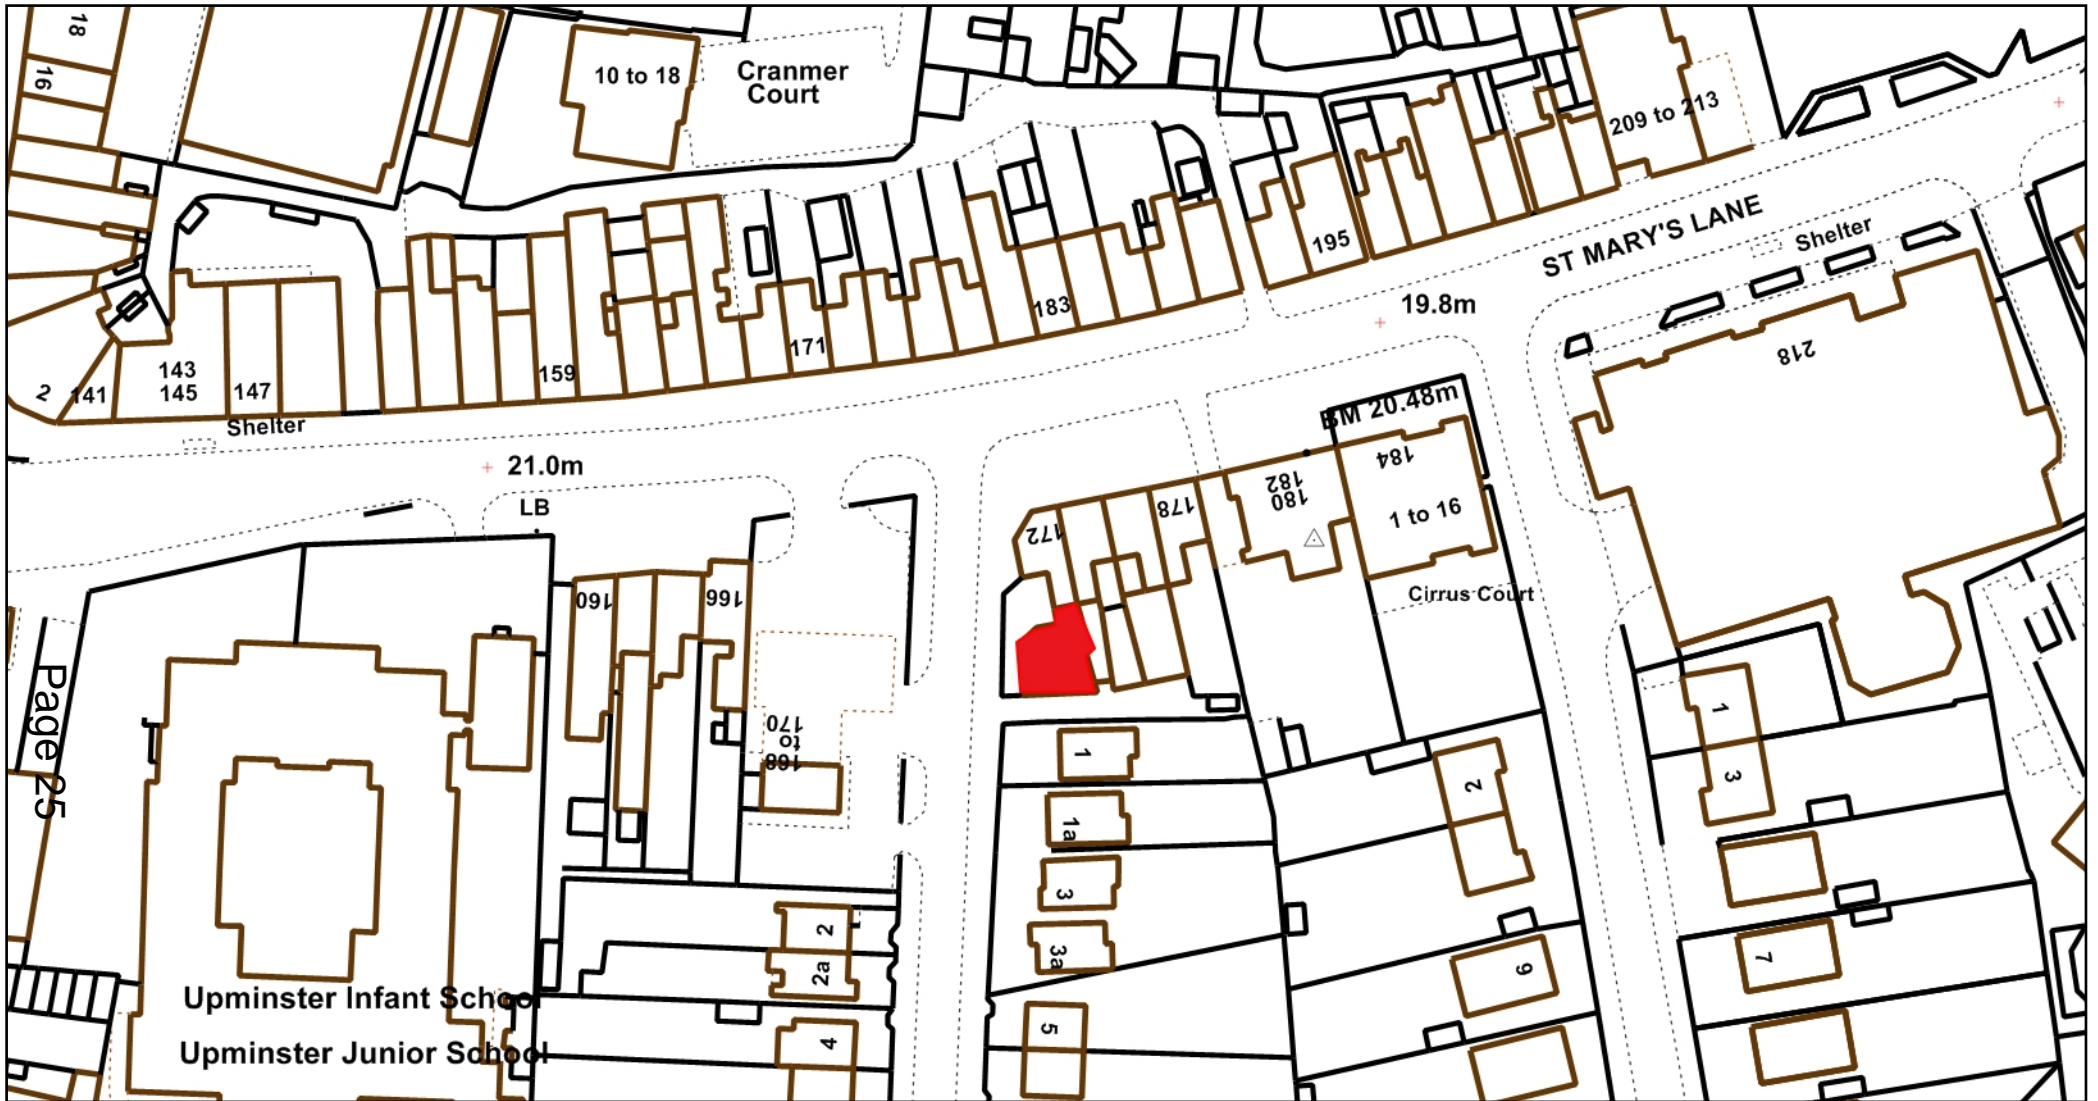 18
16
10 to 18
Cranmer
Court
209 to 213
ST MARY'S LANE
Shelter
195
19.8m
183
171
159
143
145
147
141
2
Shelter
21.0m
LB
218
BM 20.48m
184
182
180
178
172
1 to 16
Cirrus Court
160
166
170
to
168
Page 25
1
1a
3
3a
5
2
1
3
9
7
2
2a
4
Upminster Infant School
Upminster Junior School